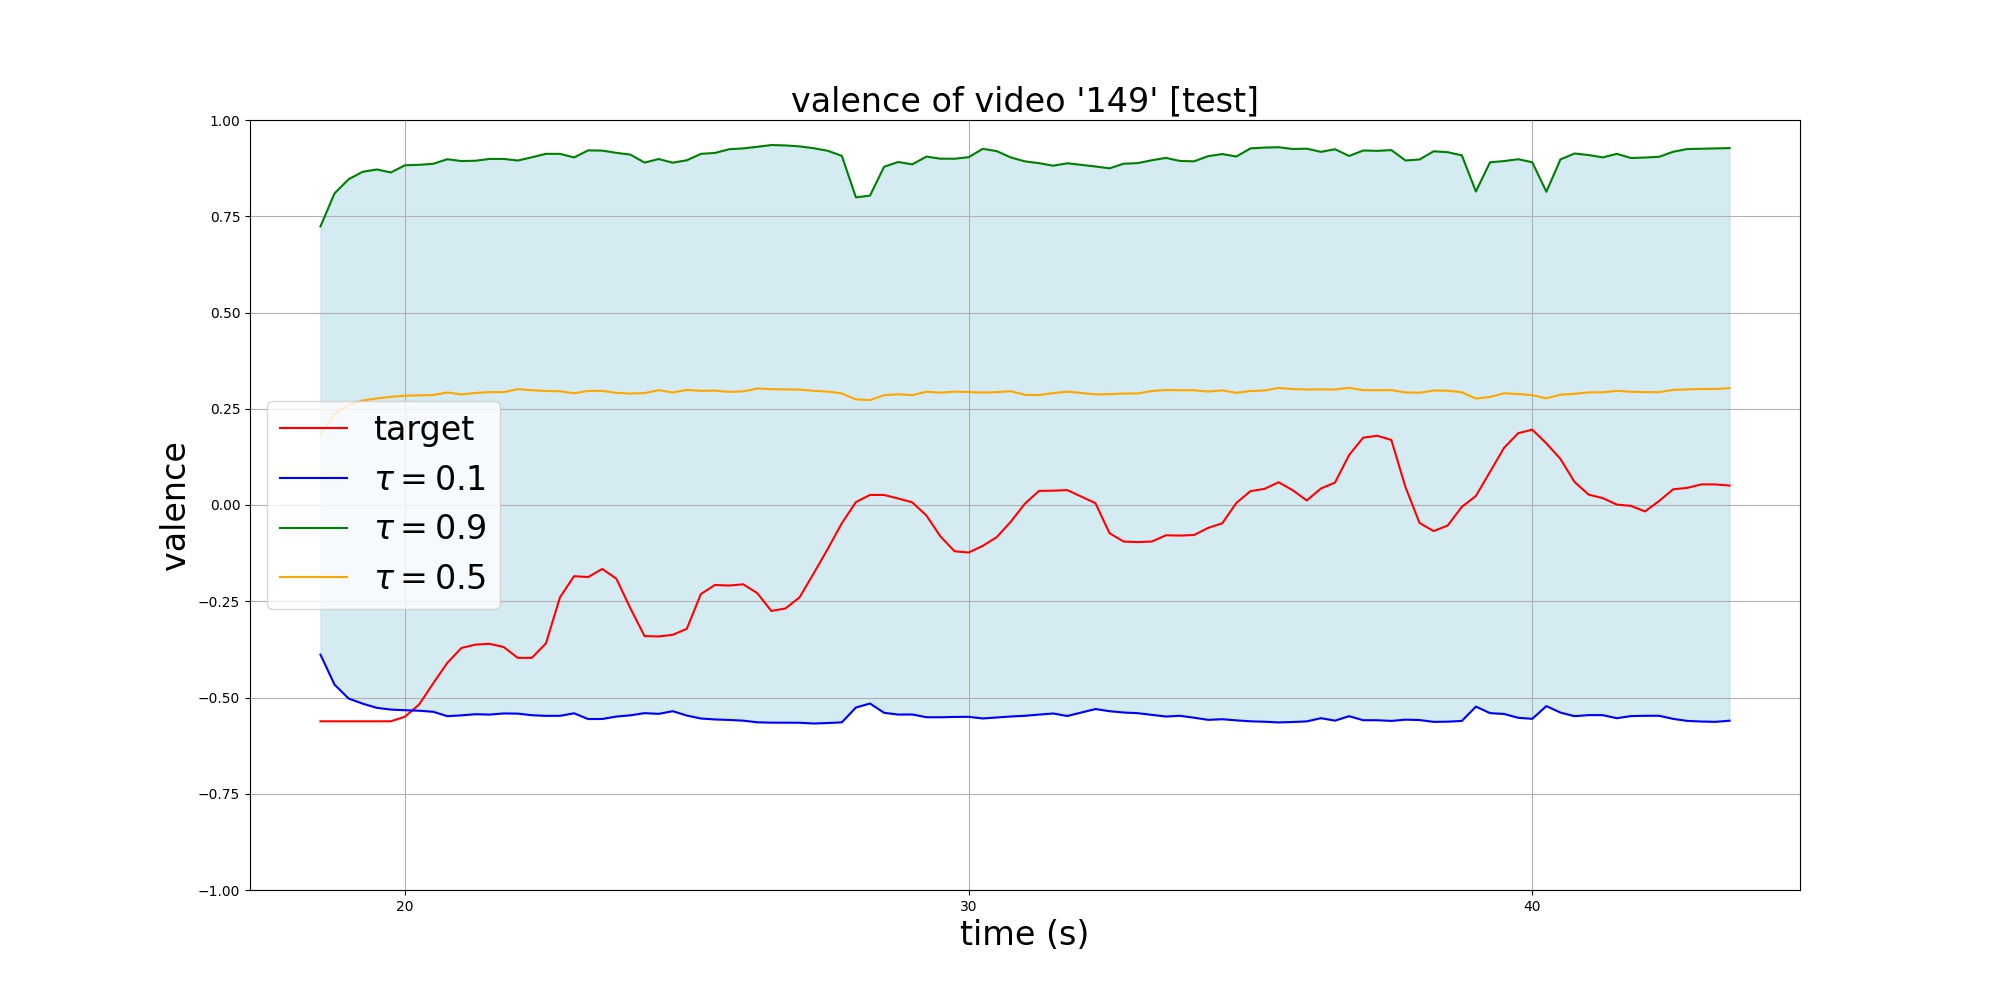 valence of video '149' [test]
1.00
0.75
0.50
0.25
0.00
−0.25
−0.50
−0.75
−1.00
valence
target
τ = 0.1
τ = 0.9
τ = 0.5
20 30 40
time (s)